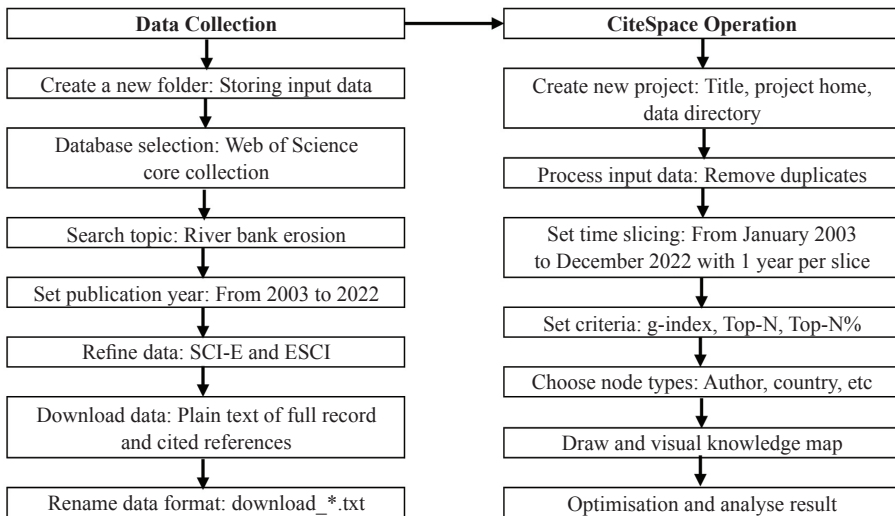 Data Collection
Create a new folder: Storing input data
Database selection: Web of Science
core collection
Search topic: River bank erosion
Set publication year: From 2003 to 2022
Refine data: SCI-E and ESCI
Download data: Plain text of full record
and cited references
Rename data format: download_*.txt
CiteSpace Operation
Create new project: Title, project home,
data directory
Process input data: Remove duplicates
Set time slicing: From January 2003
to December 2022 with 1 year per slice
Set criteria: g-index, Top-N, Top-N%
Choose node types: Author, country, etc
Draw and visual knowledge map
Optimisation and analyse result